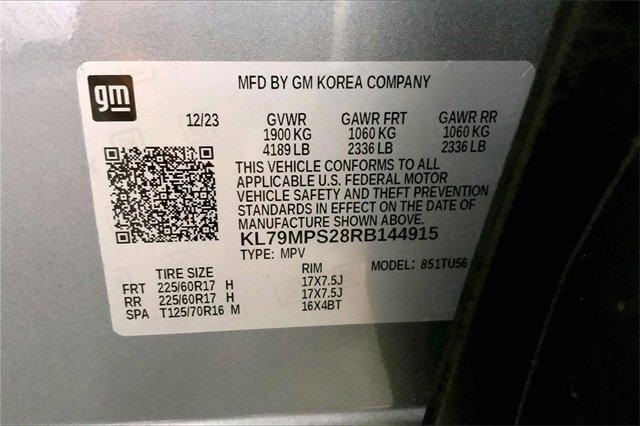 gm
MFD BY GM KOREA COMPANY
12/23 GVWR GAWR FRT GAWR RR
1900 KG 1060 KG 1060 KG
4189 LB 2336 LB 2336 LB
THIS VEHICLE CONFORMS TO ALL
APPLICABLE U.S. FEDERAL MOTOR
VEHICLE SAFETY AND THEFT PREVENTION
STANDARDS IN EFFECT ON THE DATE OF
MANUFACTURE SHOWN ABOVE.
KL79MPS28RB144915
TYPE: MPV MODEL: 851TU56
TIRE SIZE RIM
FRT 225/60R17 H 17X7.5J
RR 225/60R17 H 17X7.5J
SPA T125/70R16 M 16X4BT